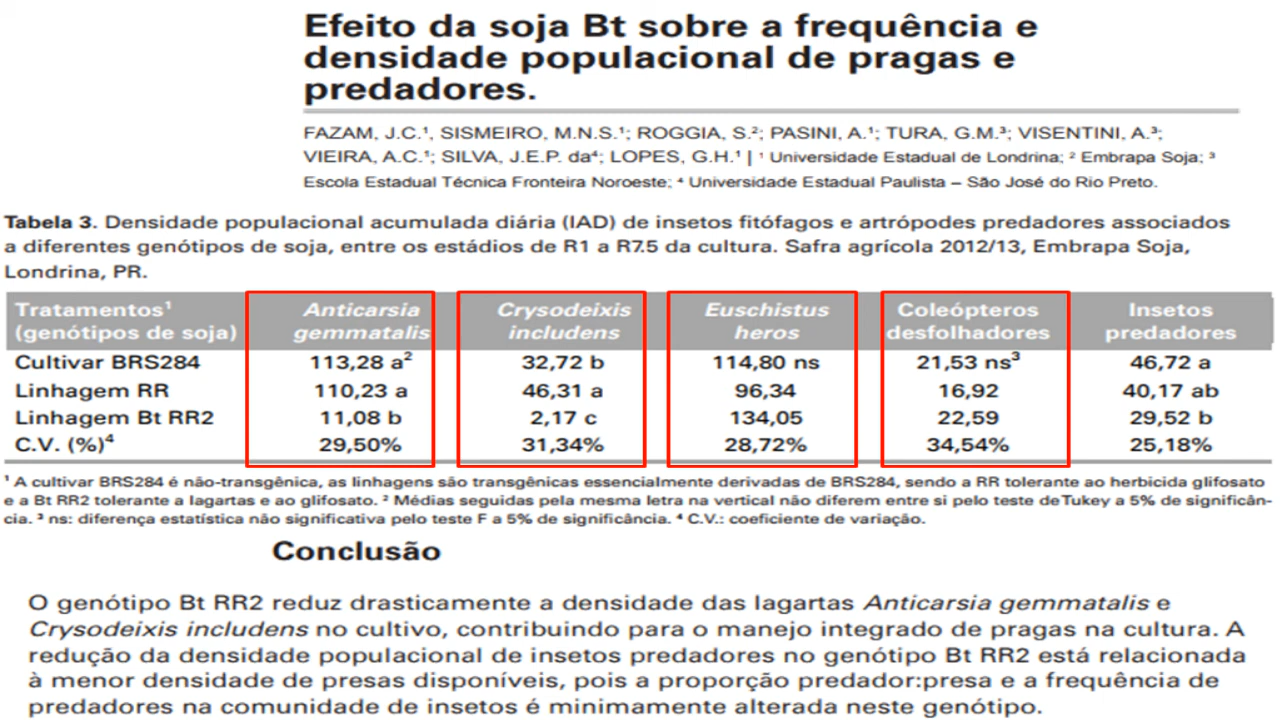 Efeito da soja Bt sobre a frequência e
densidade populacional de pragas e
predadores.
FAZAM, J.C.¹, SISMEIRO, M.N.S.¹; ROGGIA, S.²; PASINI, A.¹; TURA, G.M.³; VISENTINI, A.³;
VIEIRA, A.C.¹; SILVA, J.E.P. da⁴; LOPES, G.H.¹ | ¹ Universidade Estadual de Londrina; ² Embrapa Soja; ³
Escola Estadual Técnica Fronteira Noroeste; ⁴ Universidade Estadual Paulista – São José do Rio Preto.
Tabela 3. Densidade populacional acumulada diária (IAD) de insetos fitófagos e artrópodes predadores associados
a diferentes genótipos de soja, entre os estádios de R1 a R7.5 da cultura. Safra agrícola 2012/13, Embrapa Soja,
Londrina, PR.
Tratamentos¹ Anticarsia Crysodeixis Euschistus Coleópteros Insetos
(genótipos de soja) gemmatalis includens heros desfolhadores predadores
Cultivar BRS284 113,28 a² 32,72 b 114,80 ns 21,53 ns³ 46,72 a
Linhagem RR 110,23 a 46,31 a 96,34 16,92 40,17 ab
Linhagem Bt RR2 11,08 b 2,17 c 134,05 22,59 29,52 b
C.V. (%)⁴ 29,50% 31,34% 28,72% 34,54% 25,18%
¹ A cultivar BRS284 é não-transgênica, as linhagens são transgênicas essencialmente derivadas de BRS284, sendo a RR tolerante ao herbicida glifosato
e a Bt RR2 tolerante a lagartas e ao glifosato. ² Médias seguidas pela mesma letra na vertical não diferem entre si pelo teste de Tukey a 5% de significân-
cia. ³ ns: diferença estatística não significativa pelo teste F a 5% de significância. ⁴ C.V.: coeficiente de variação.
Conclusão
O genótipo Bt RR2 reduz drasticamente a densidade das lagartas Anticarsia gemmatalis e
Crysodeixis includens no cultivo, contribuindo para o manejo integrado de pragas na cultura. A
redução da densidade populacional de insetos predadores no genótipo Bt RR2 está relacionada
à menor densidade de presas disponíveis, pois a proporção predador:presa e a frequência de
predadores na comunidade de insetos é minimamente alterada neste genótipo.